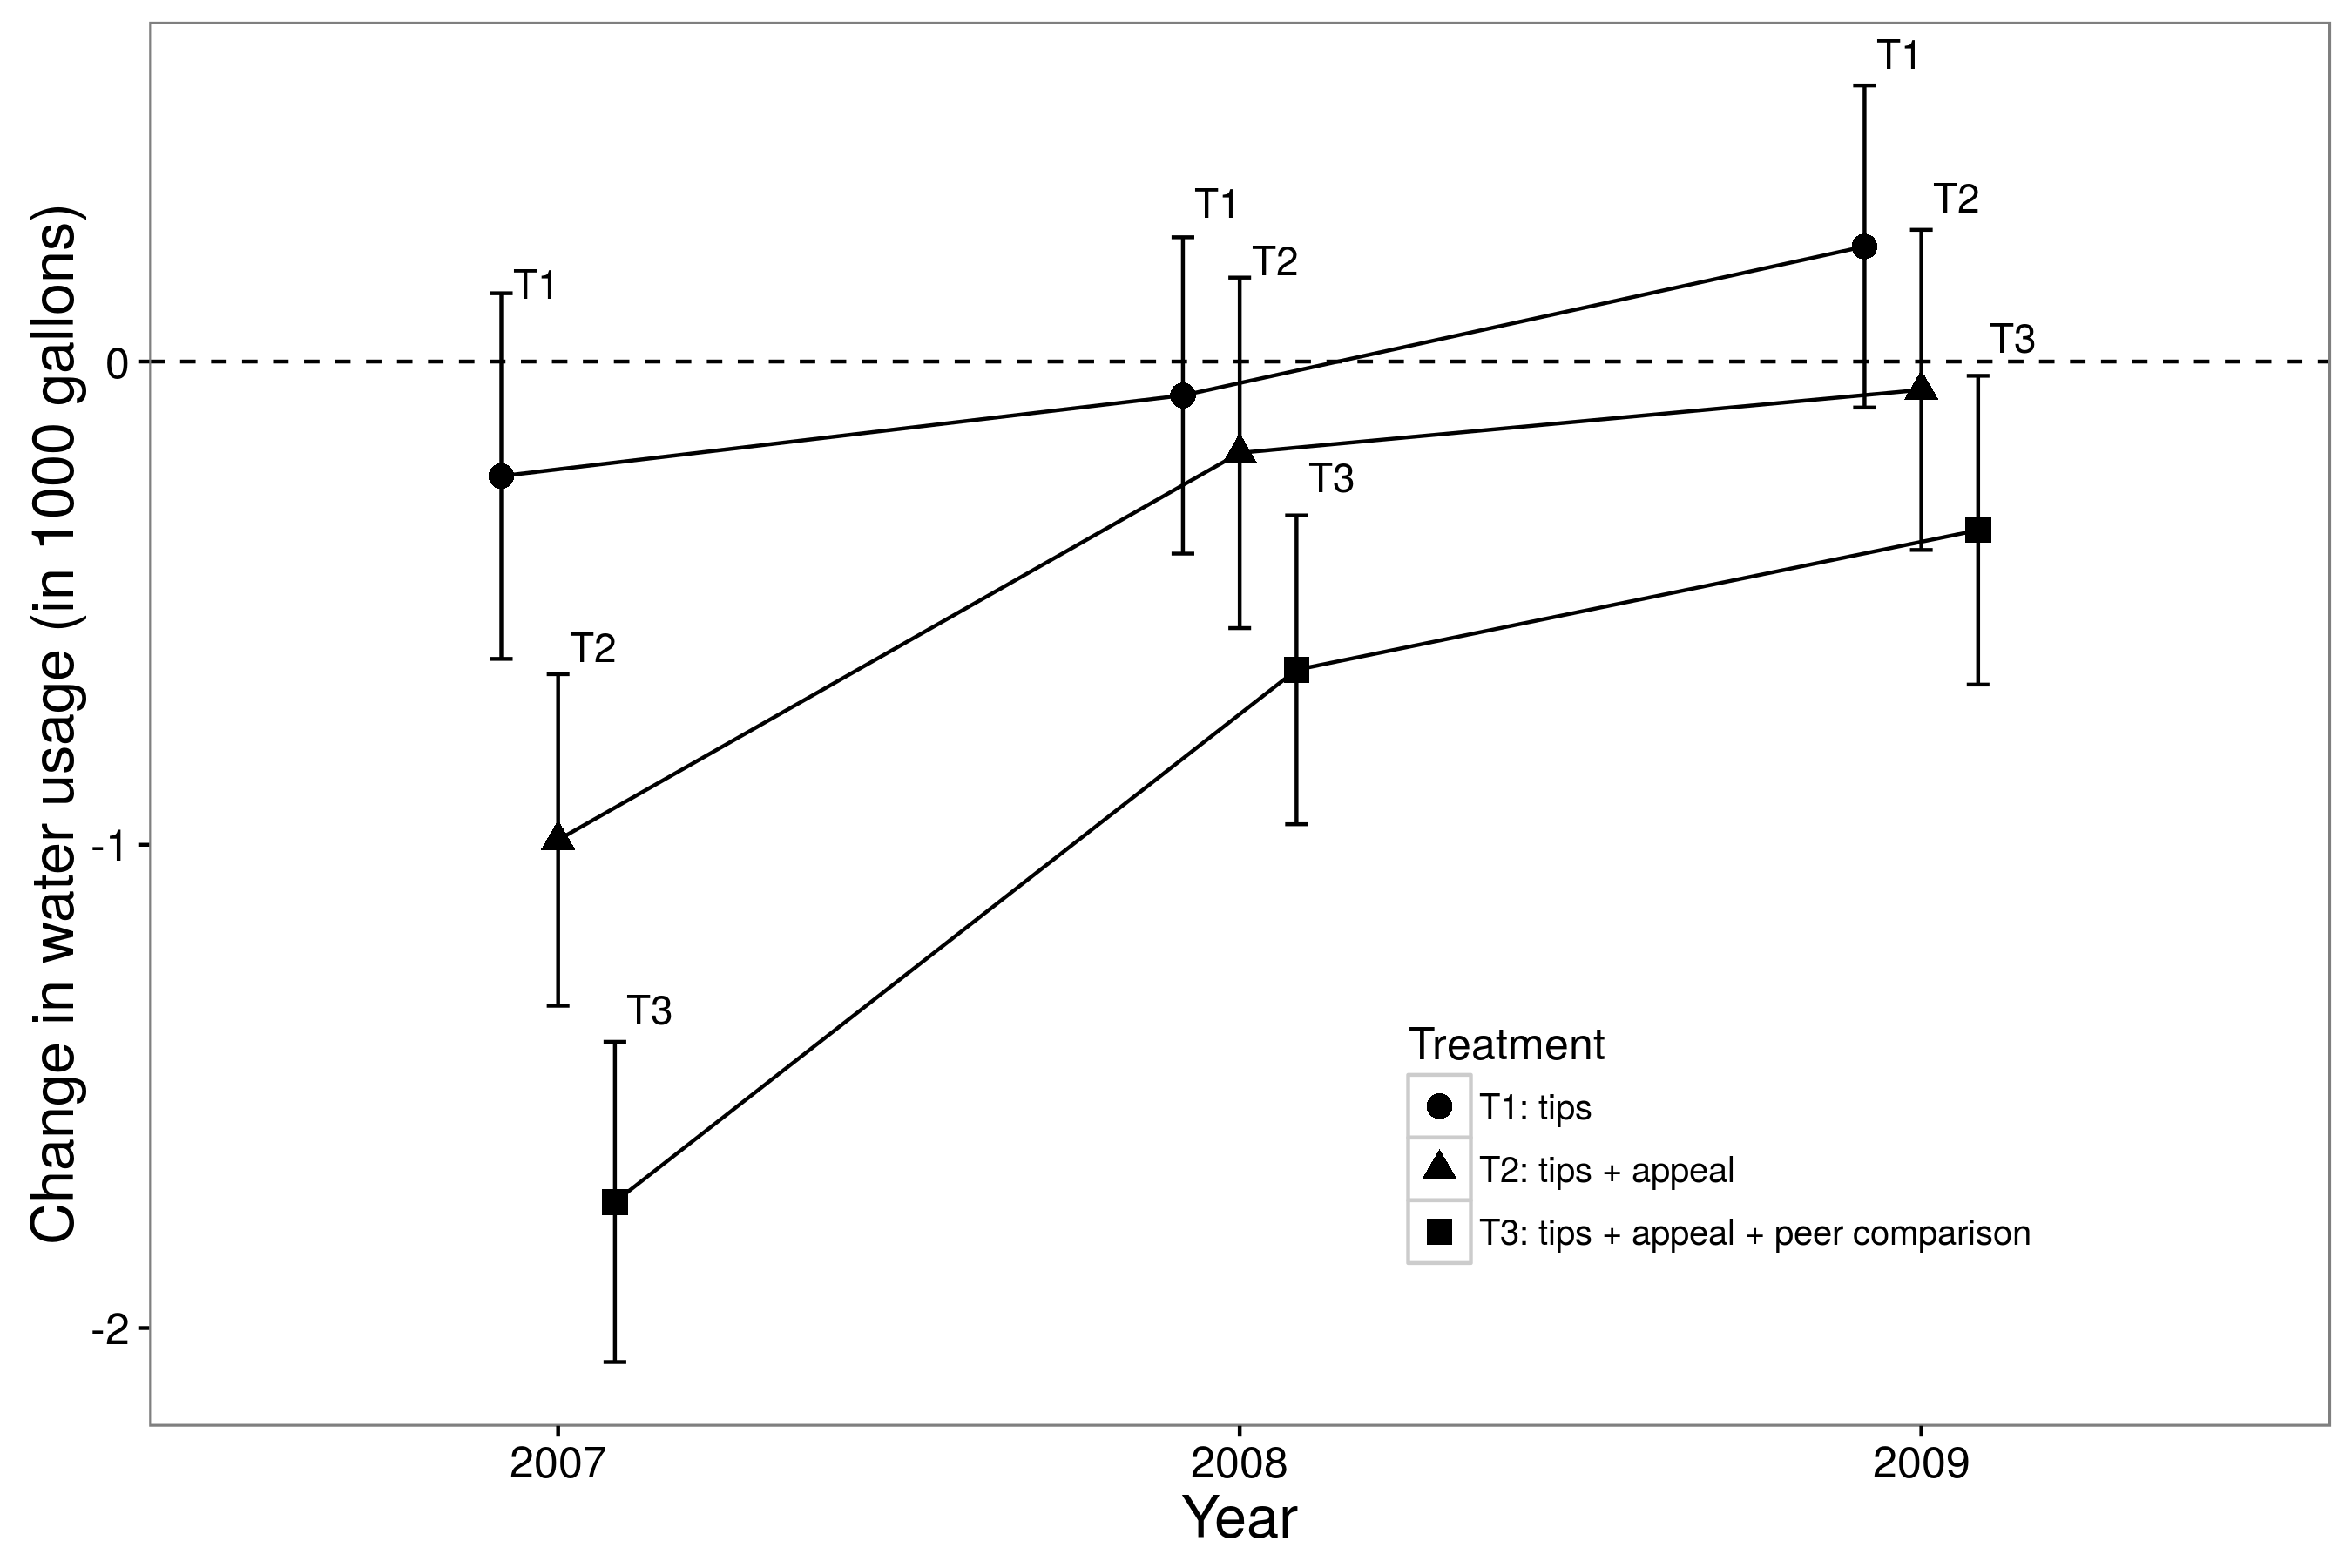 T1
T1
T2
T2
T1
T3
0
T3
T2
-1
T3
Treatment
T1: tips
T2: tips + appeal
T3: tips + appeal + peer comparison
-2
2007
2008
2009
Year
Change in water usage (in 1000 gallons)